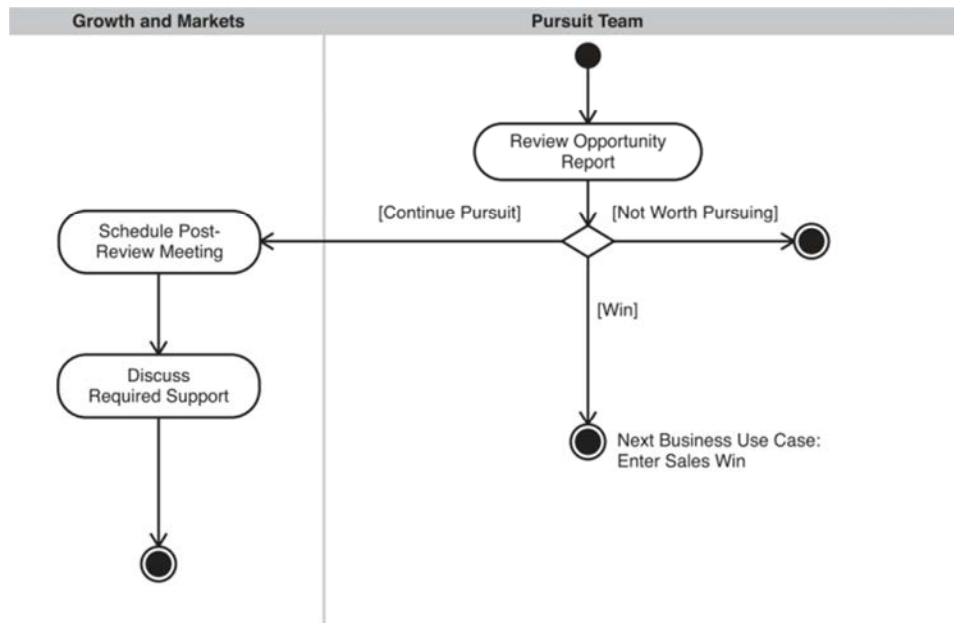 Growth and Markets
Pursuit Team
Review Opportunity
Report
[Continue Pursuit]
[Not Worth Pursuing]
Schedule Post-
Review Meeting
[Win]
Discuss
Required Support
Next Business Use Case:
Enter Sales Win